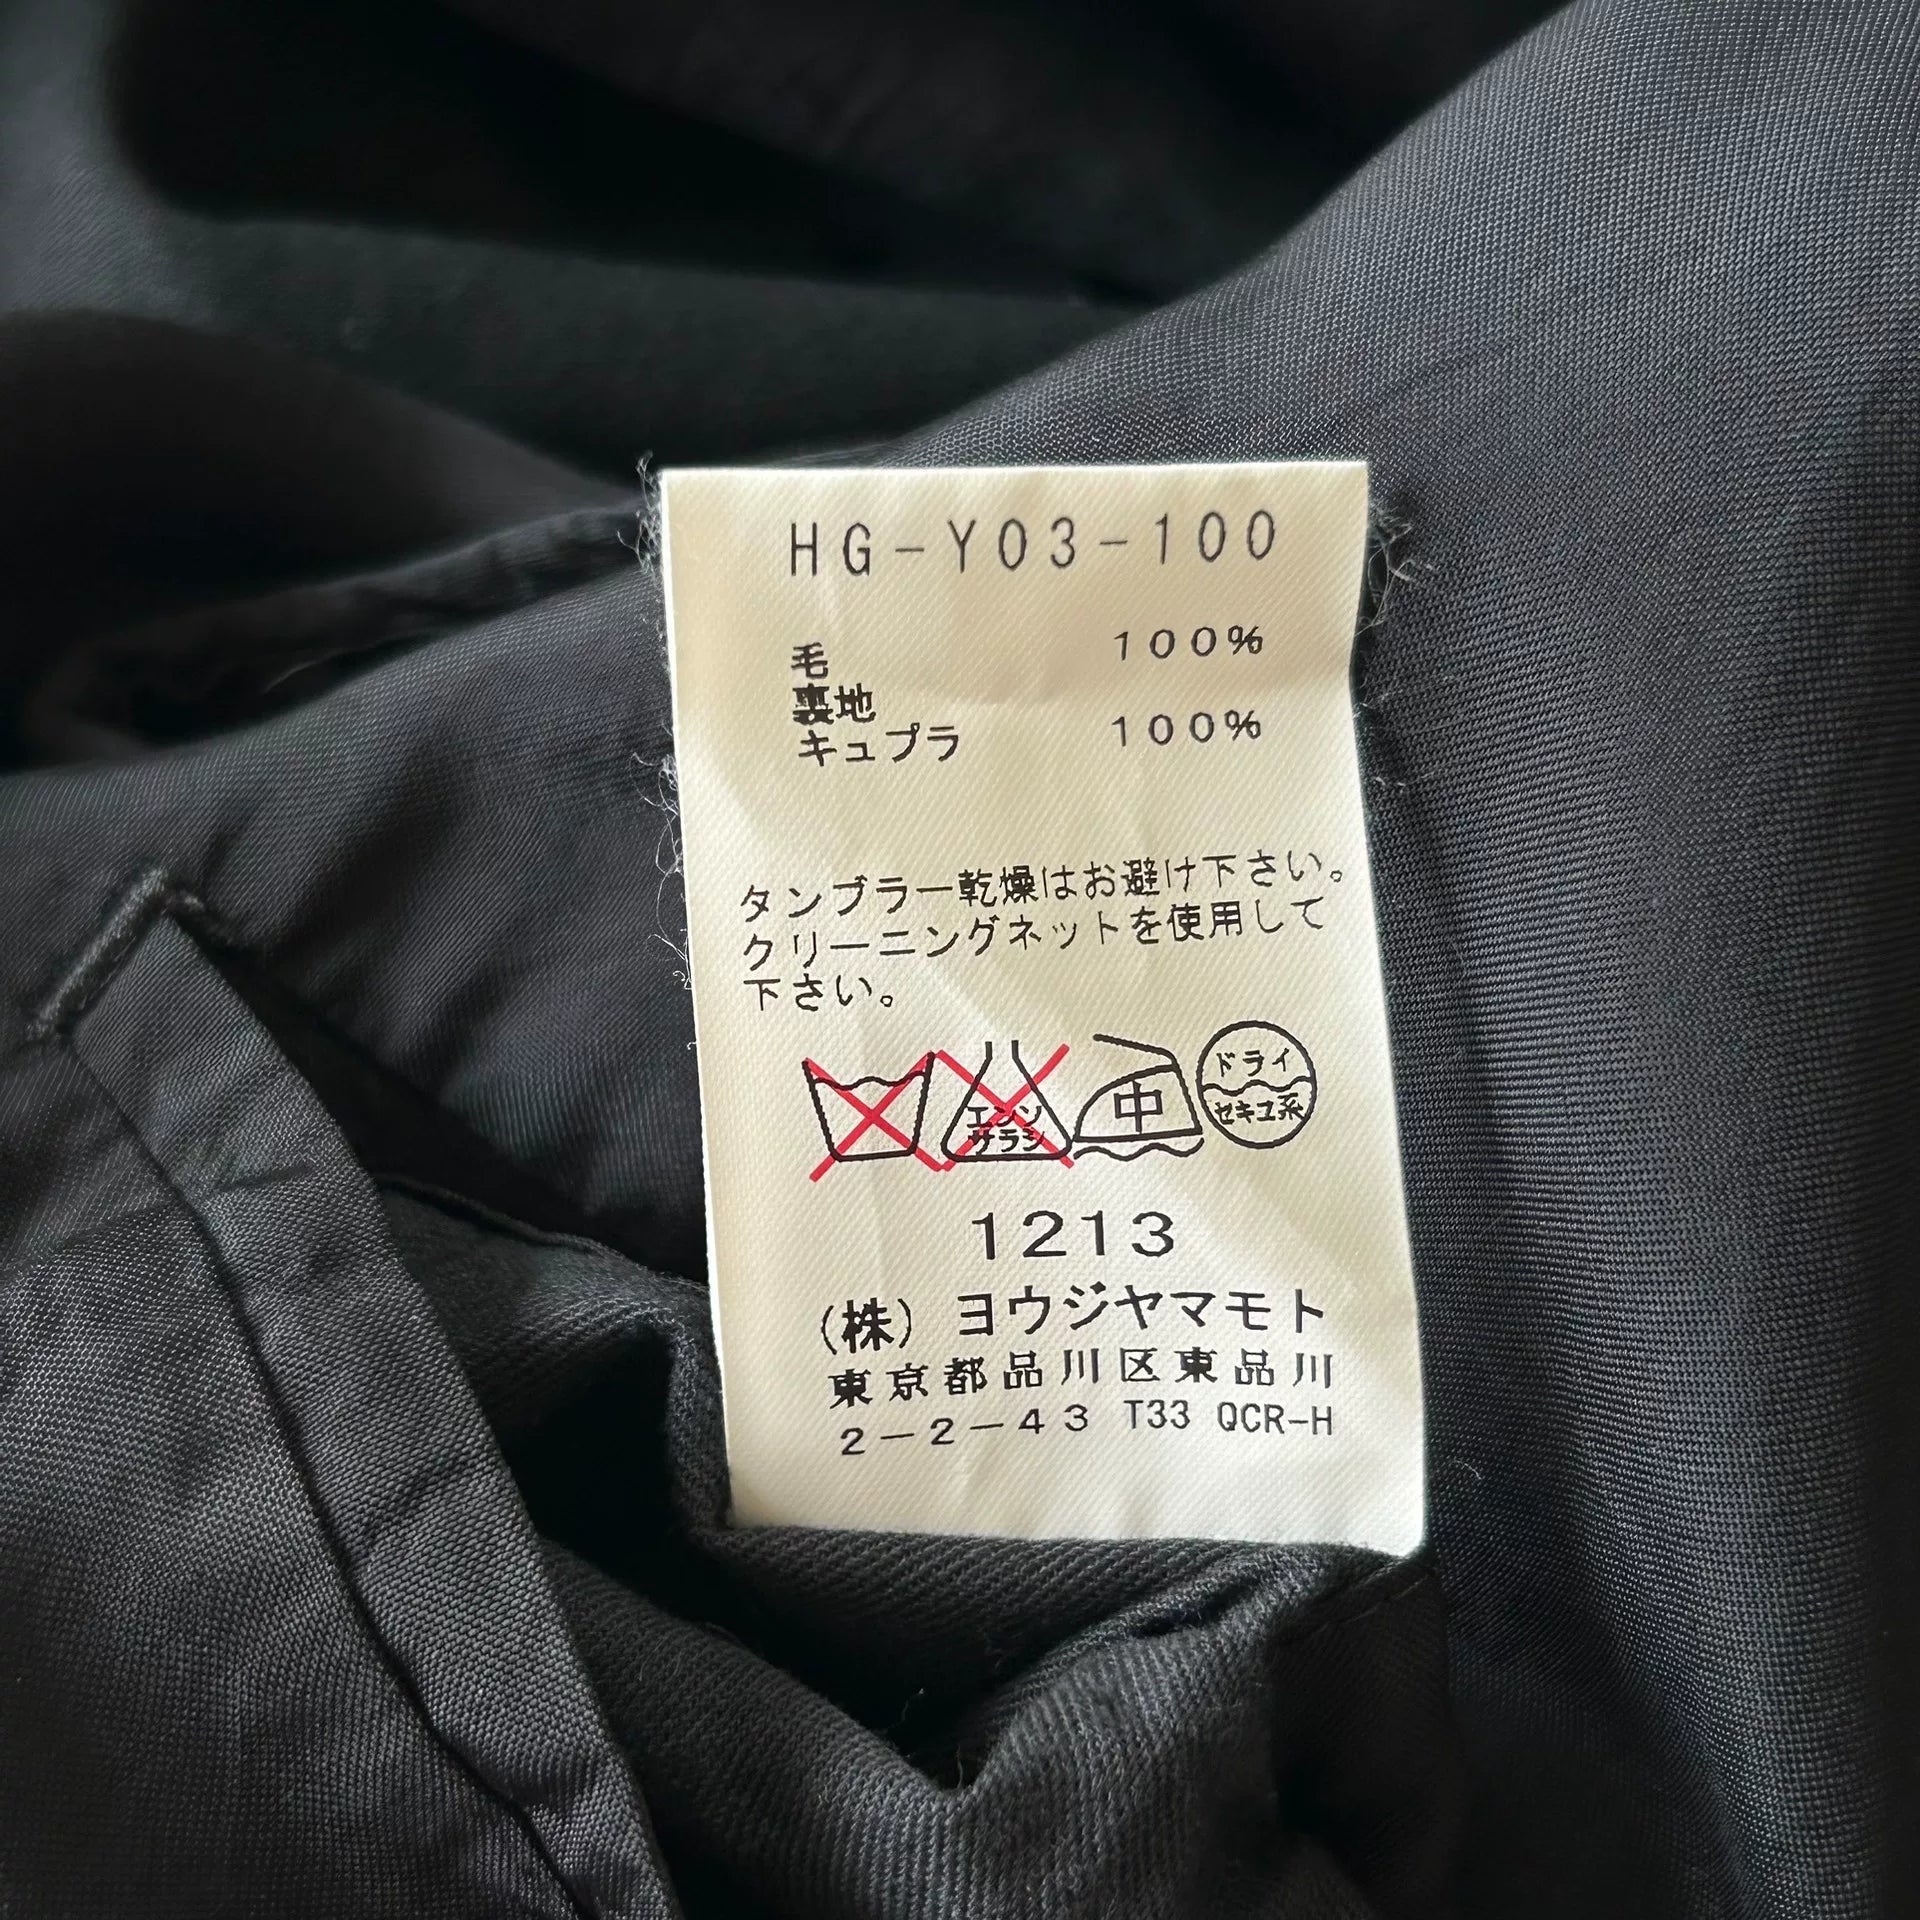 HG-Y03-100
毛 100%
裏地
キュプラ 100%
タンブラー乾燥はお避け下さい。
クリーニングネットを使用して
下さい。
エンソ
サラシ
中
ドライ
セキユ系
1213
(株)ヨウジヤマモト
東京都品川区東品川
2-2-43 T33 QCR-H